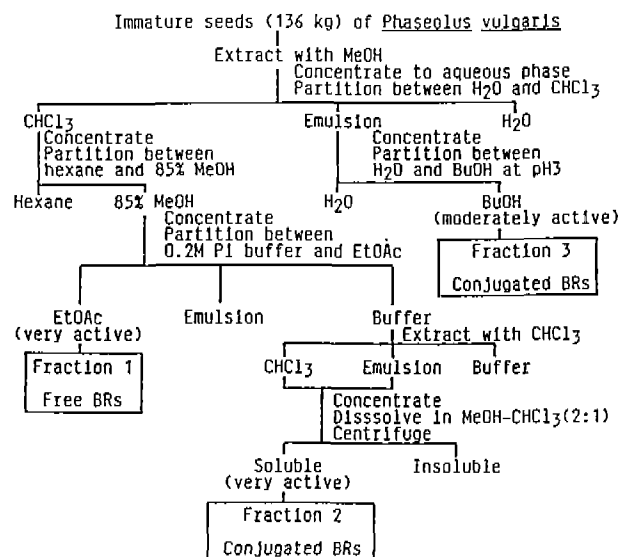 Immature seeds (136 kg) of Phaseolus vulgaris
Extract with MeOH
Concentrate to aqueous phase
Partition between H2O and CHCl3
CHCl3
Emulsion
H2O
Concentrate
Partition between
hexane and 85% MeOH
Concentrate
Partition between
H2O and BuOH at pH3
Hexane
85% MeOH
H2O
BuOH
(moderately active)
Concentrate
Partition between
0.2M Pi buffer and EtOAc
Fraction 3
Conjugated BRs
EtOAc
(very active)
Emulsion
Buffer
Extract with CHCl3
Fraction 1
Free BRs
CHCl3
Emulsion
Buffer
Concentrate
Disssolve in MeOH-CHCl3(2:1)
Centrifuge
Soluble
(very active)
Insoluble
Fraction 2
Conjugated BRs